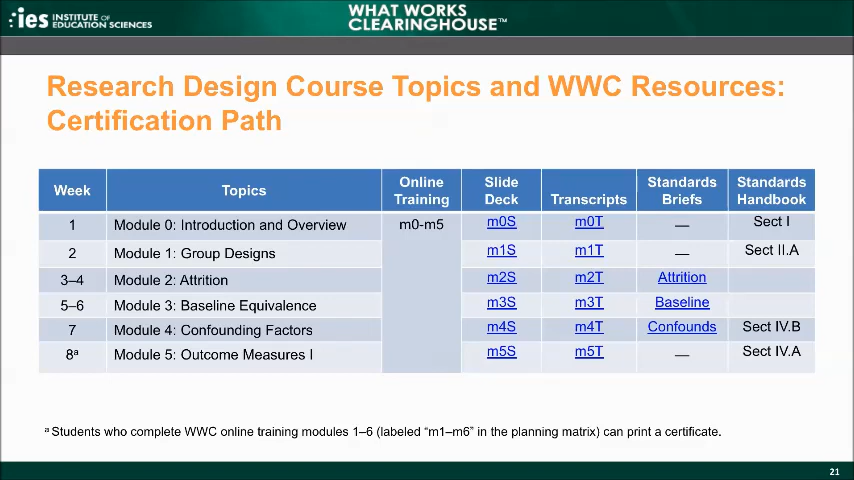 ies INSTITUTE OF
EDUCATION SCIENCES
WHAT WORKS
CLEARINGHOUSE™
Research Design Course Topics and WWC Resources:
Certification Path
Week Topics Online Training Slide Deck Transcripts Standards Briefs Standards Handbook
1 Module 0: Introduction and Overview m0-m5 m0S m0T — Sect I
2 Module 1: Group Designs m1S m1T — Sect II.A
3–4 Module 2: Attrition m2S m2T Attrition
5–6 Module 3: Baseline Equivalence m3S m3T Baseline
7 Module 4: Confounding Factors m4S m4T Confounds Sect IV.B
8ª Module 5: Outcome Measures I m5S m5T — Sect IV.A
ª Students who complete WWC online training modules 1–6 (labeled “m1–m6” in the planning matrix) can print a certificate.
21